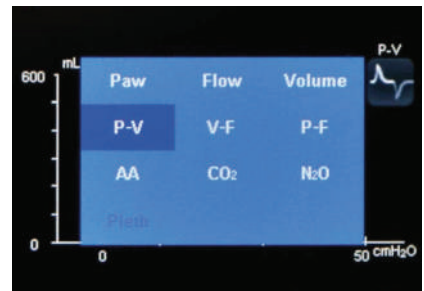 P-V
mL
600
Paw Flow Volume
P-V V-F P-F
AA CO₂ N₂O
Pleth
0
0 50 cmH₂O